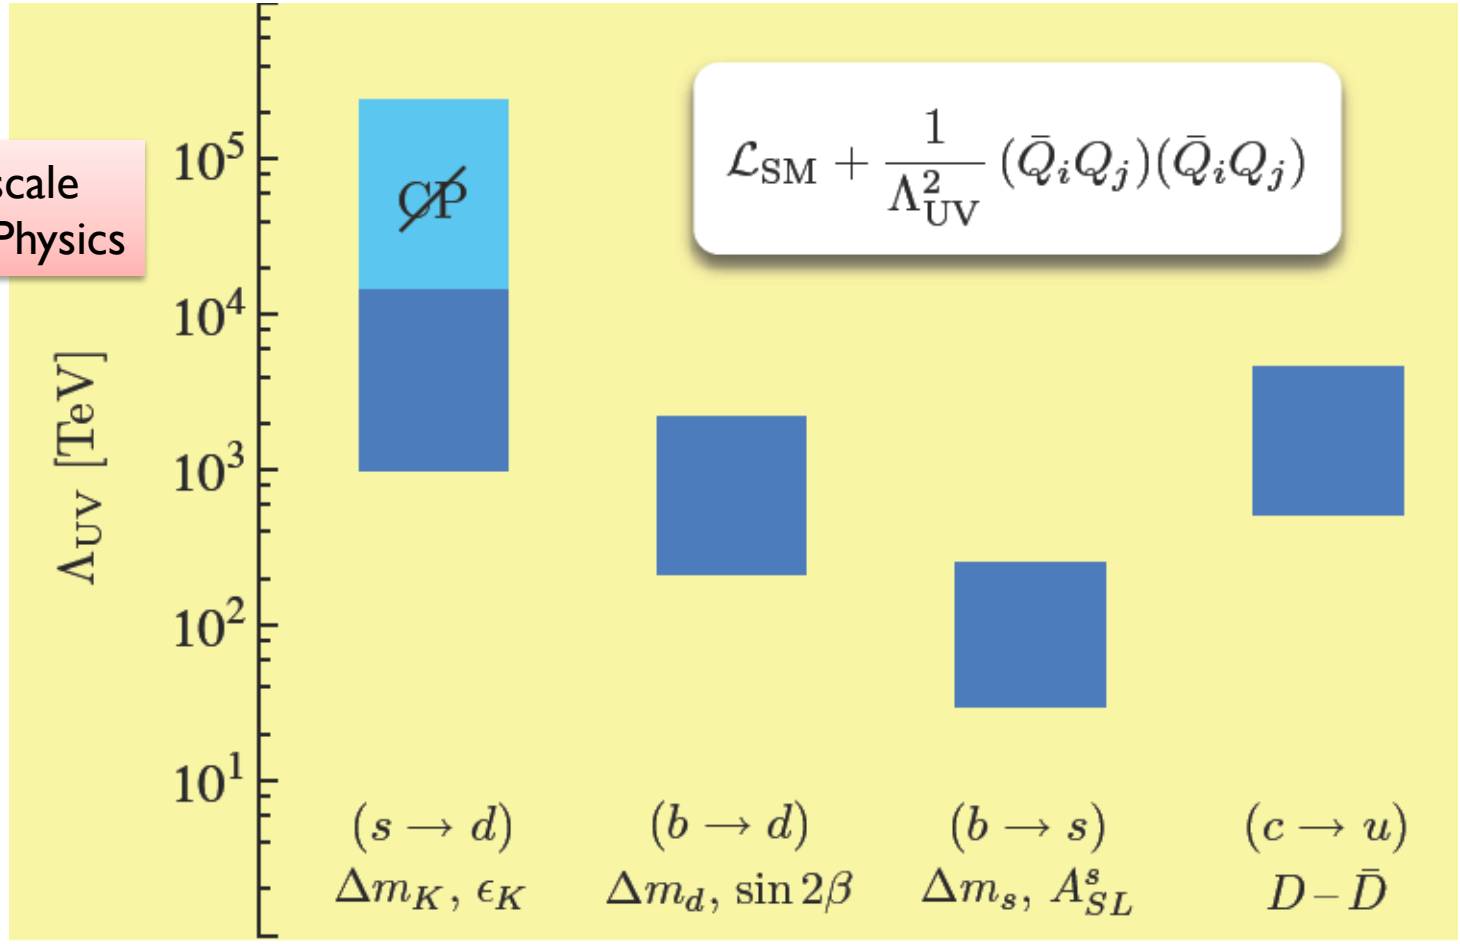 scale
Physics
Λ_UV [TeV]
10^5
10^4
10^3
10^2
10^1
C̸P̸
ℒ_SM + 1/Λ²_UV (Q̄_i Q_j)(Q̄_i Q_j)
(s → d)
Δm_K, ϵ_K
(b → d)
Δm_d, sin 2β
(b → s)
Δm_s, A^s_SL
(c → u)
D – D̄